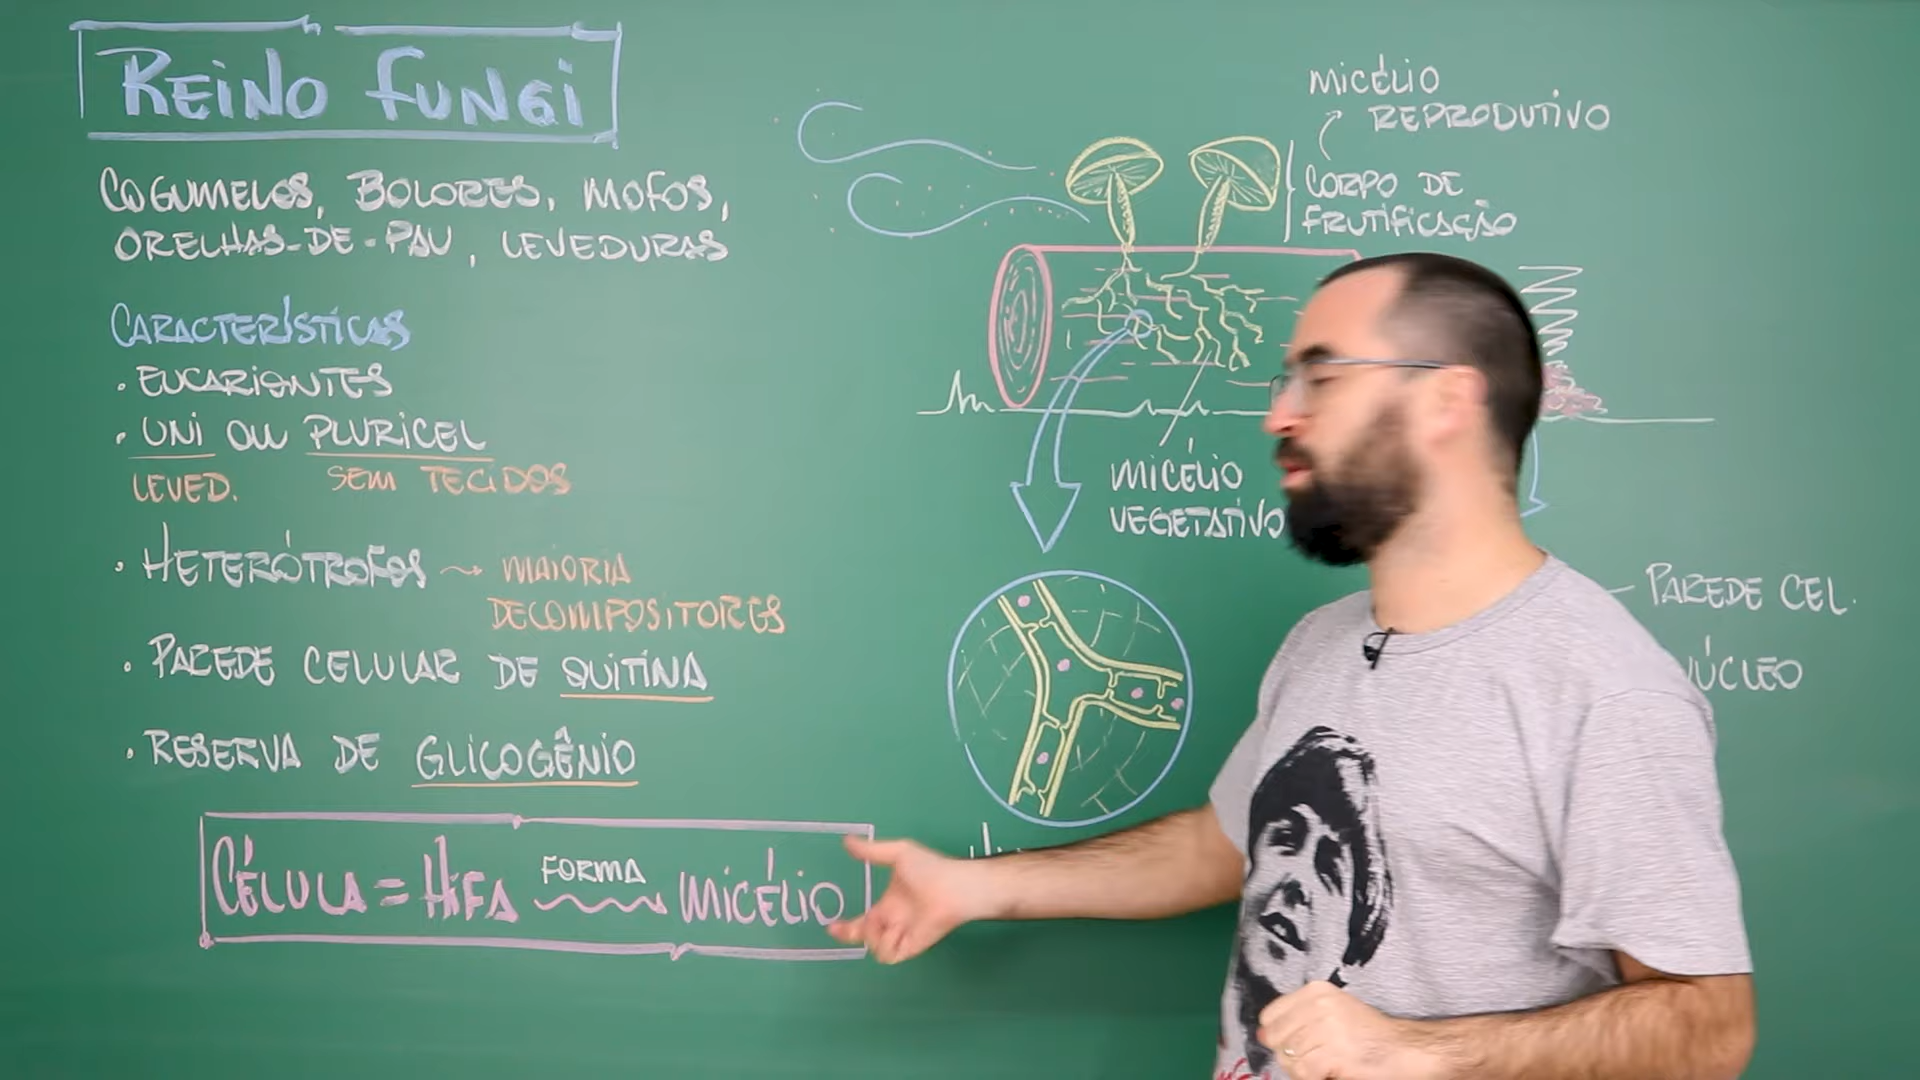 REINO FUNGI
COGUMELOS, BOLORES, MOFOS,
ORELHAS-DE-PAU, LEVEDURAS
CARACTERÍSTICAS
• EUCARIONTES
• UNI OU PLURICEL
LEVED. SEM TECIDOS
• HETERÓTROFOS → MAIORIA
DECOMPOSITORES
• PAREDE CELULAR DE QUITINA
• RESERVA DE GLICOGÊNIO
CÉLULA = HIFA FORMA MICÉLIO
MICÉLIO
REPRODUTIVO
CORPO DE
FRUTIFICAÇÃO
MICÉLIO
VEGETATIVO
PAREDE CEL.
NÚCLEO